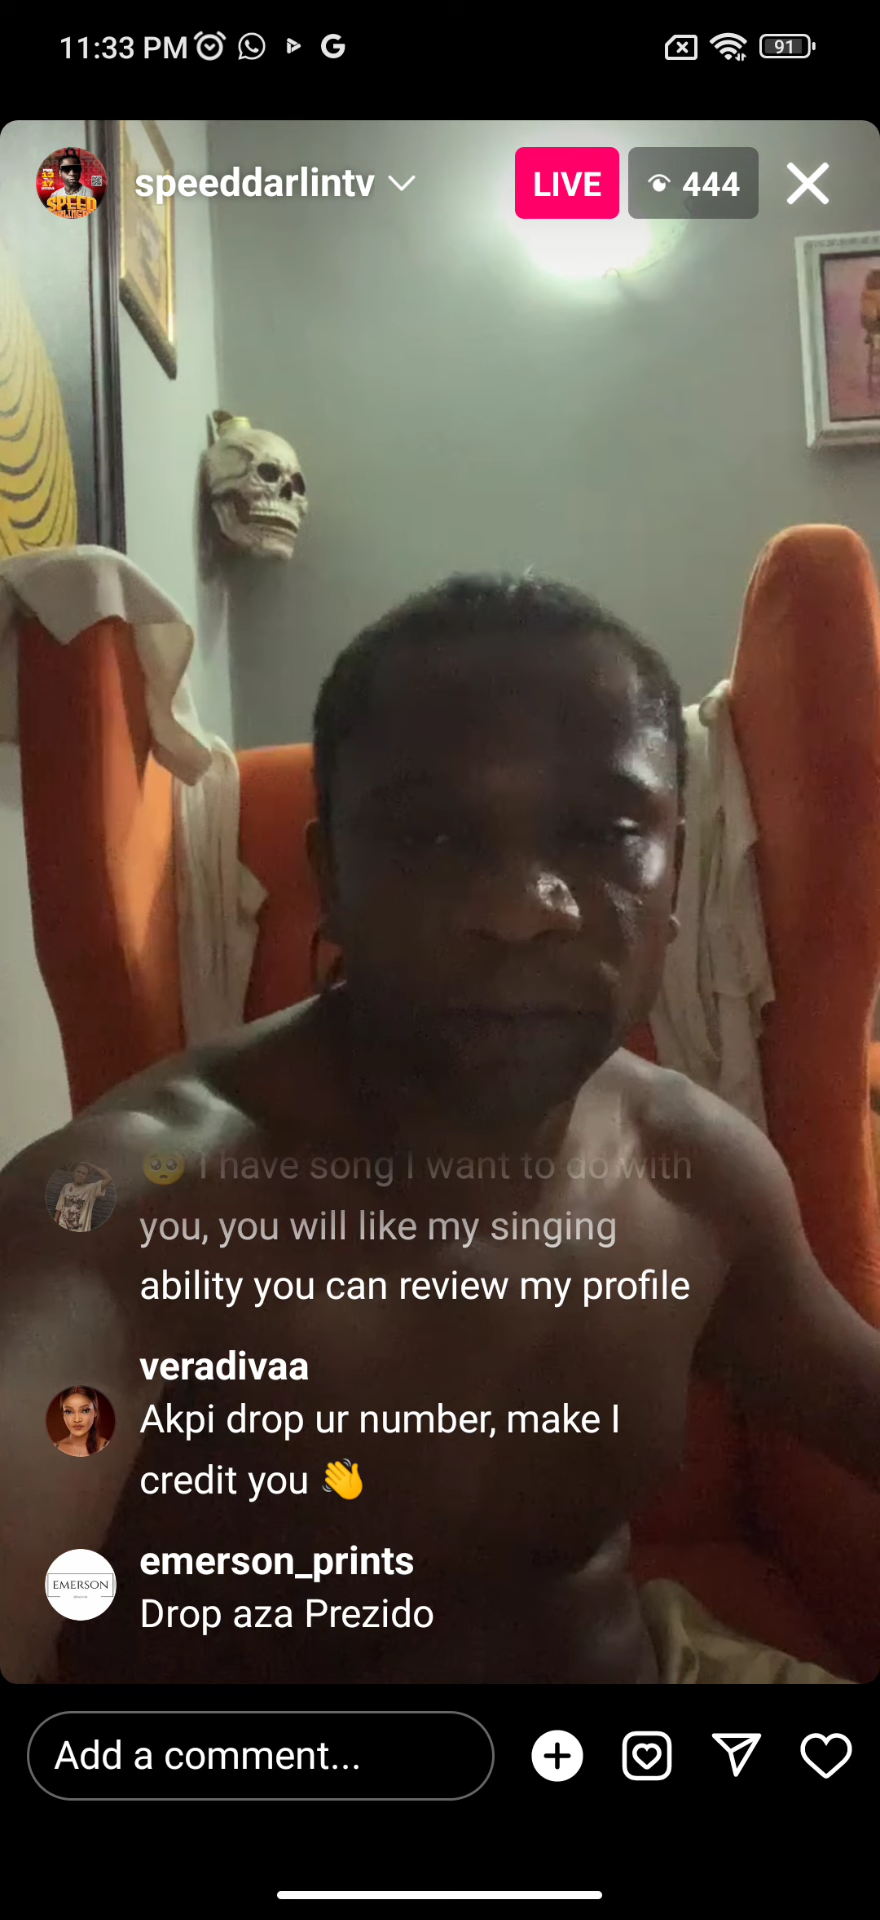 11:33 PM
91
speeddarlintv
LIVE
444
SPEED
I have song I want to do with
you, you will like my singing
ability you can review my profile
veradivaa
Akpi drop ur number, make I
credit you 👋
EMERSON
emerson_prints
Drop aza Prezido
Add a comment...